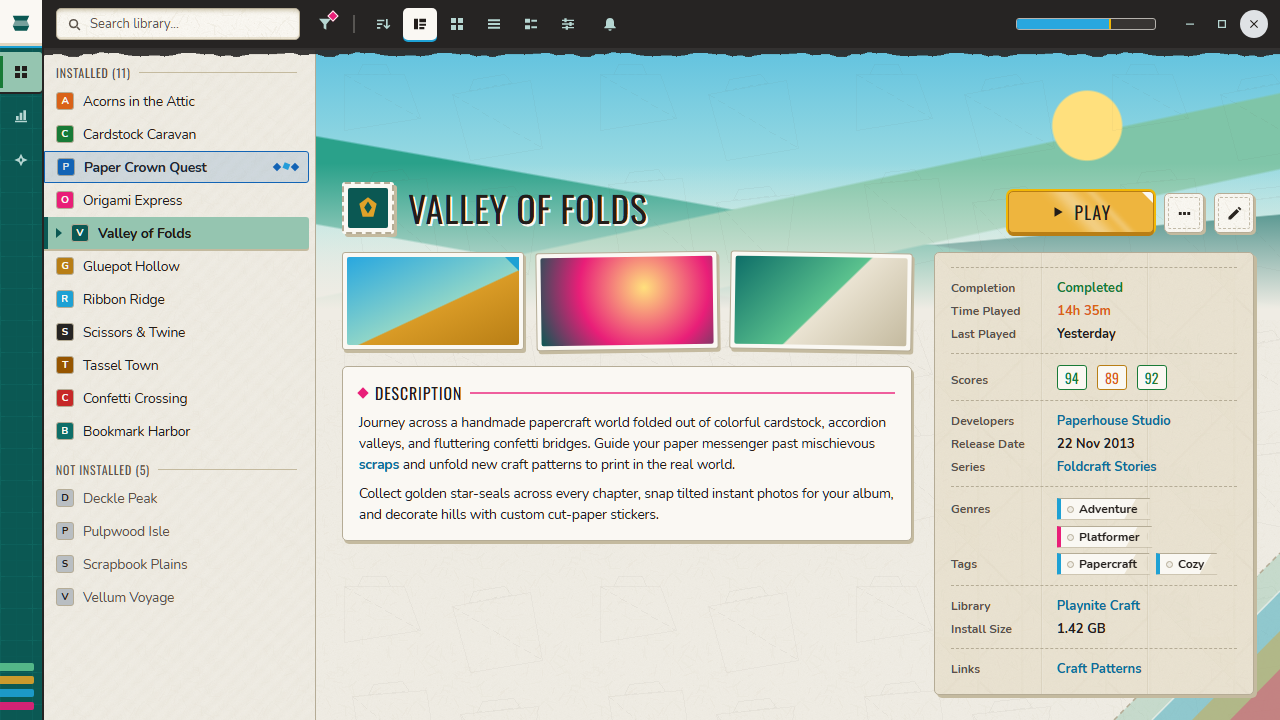 Search library...
INSTALLED (11)
A Acorns in the Attic
C Cardstock Caravan
P Paper Crown Quest
O Origami Express
V Valley of Folds
G Gluepot Hollow
R Ribbon Ridge
S Scissors & Twine
T Tassel Town
C Confetti Crossing
B Bookmark Harbor
NOT INSTALLED (5)
D Deckle Peak
P Pulpwood Isle
S Scrapbook Plains
V Vellum Voyage
VALLEY OF FOLDS
PLAY
DESCRIPTION
Journey across a handmade papercraft world folded out of colorful cardstock, accordion
valleys, and fluttering confetti bridges. Guide your paper messenger past mischievous
scraps and unfold new craft patterns to print in the real world.
Collect golden star-seals across every chapter, snap tilted instant photos for your album,
and decorate hills with custom cut-paper stickers.
Completion Completed
Time Played 14h 35m
Last Played Yesterday
Scores 94 89 92
Developers Paperhouse Studio
Release Date 22 Nov 2013
Series Foldcraft Stories
Genres Adventure
Platformer
Tags Papercraft Cozy
Library Playnite Craft
Install Size 1.42 GB
Links Craft Patterns